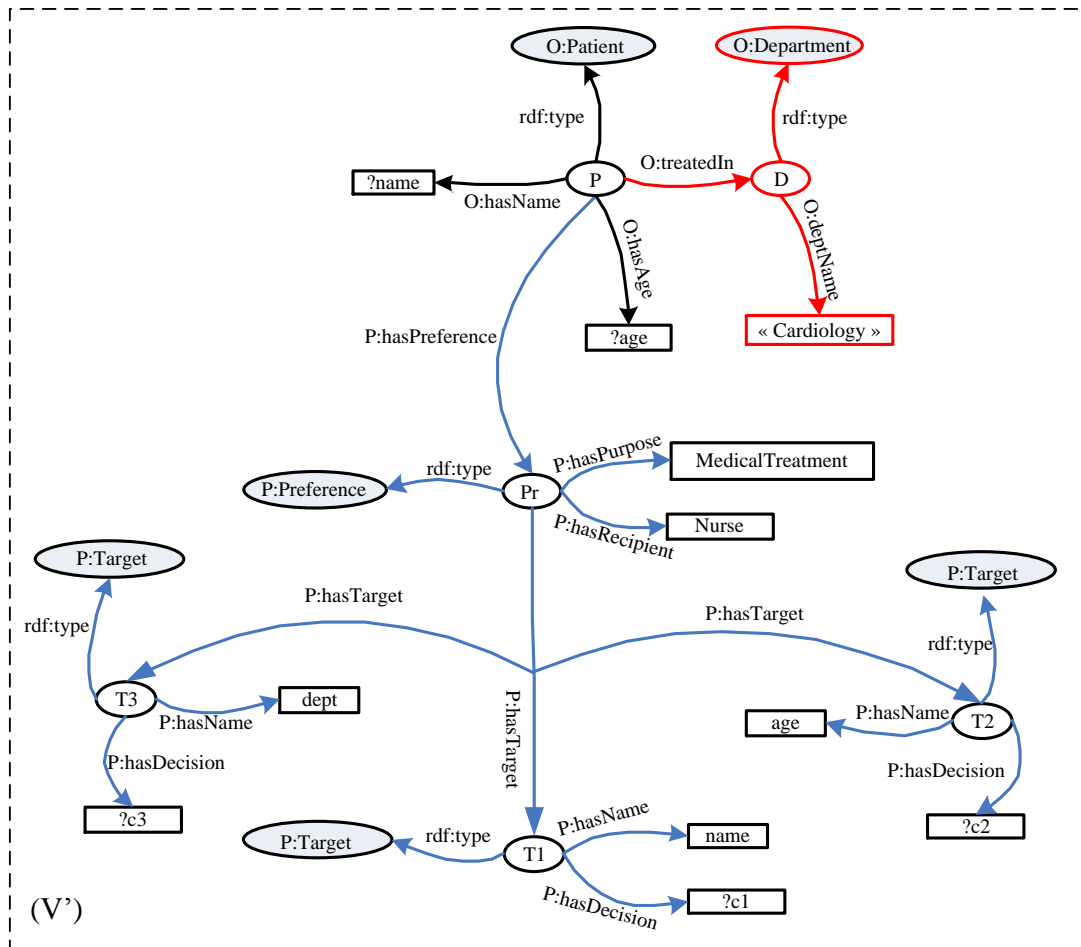 O:Patient
O:Department
rdf:type
rdf:type
O:treatedIn
?name
P
D
O:hasName
O:hasAge
O:deptName
P:hasPreference
?age
« Cardiology »
P:hasPurpose
MedicalTreatment
rdf:type
P:Preference
Pr
P:hasRecipient
Nurse
P:Target
P:Target
P:hasTarget
P:hasTarget
rdf:type
rdf:type
T3
dept
P:hasName
P:hasTarget
age
P:hasName
T2
P:hasDecision
P:hasDecision
?c3
?c2
P:hasName
name
rdf:type
P:Target
T1
P:hasDecision
?c1
(V’)